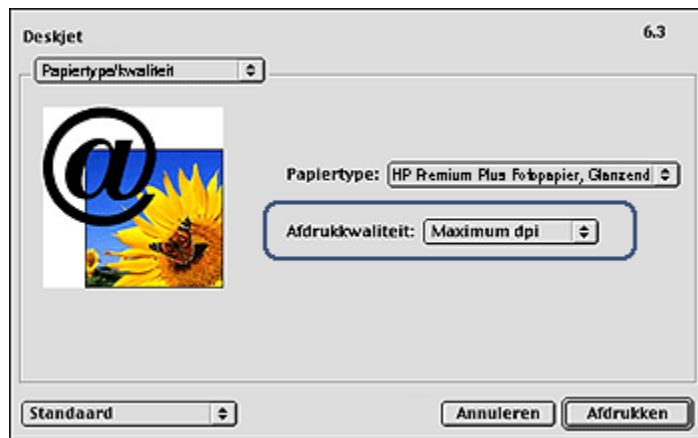 Deskjet 6.3
Papiertype/kwaliteit
@
Papiertype: HP Premium Plus Fotopapier, Glanzend
Afdrukkwaliteit: Maximum dpi
Standaard Annuleren Afdrukken